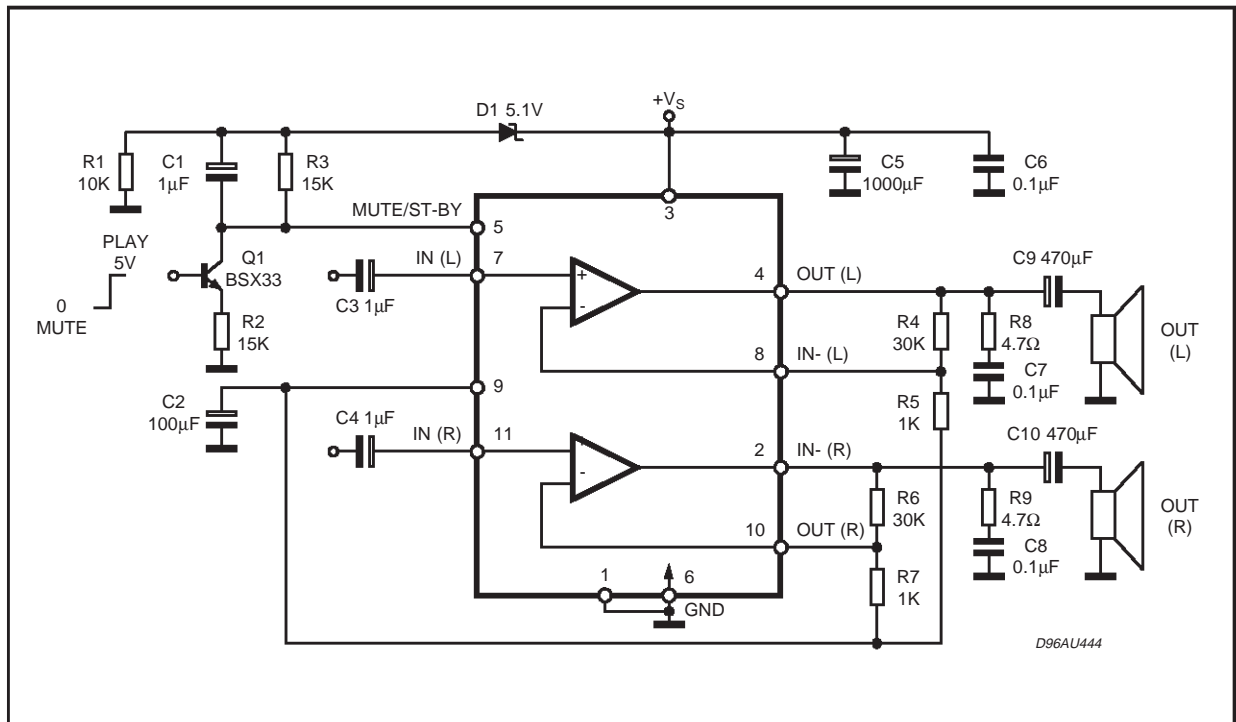 +VS
D1 5.1V
R1
10K
C1
1µF
R3
15K
C5
1000µF
C6
0.1µF
MUTE/ST-BY
5
3
PLAY
5V
Q1
BSX33
IN (L)
7
C3 1µF
+
-
4
OUT (L)
C9 470µF
0
MUTE
R2
15K
R4
30K
R8
4.7Ω
OUT
(L)
8
IN- (L)
C7
0.1µF
9
C2
100µF
R5
1K
C4 1µF
IN (R)
11
C10 470µF
-
2
IN- (R)
R6
30K
R9
4.7Ω
OUT
(R)
10
OUT (R)
C8
0.1µF
1
6
GND
R7
1K
D96AU444